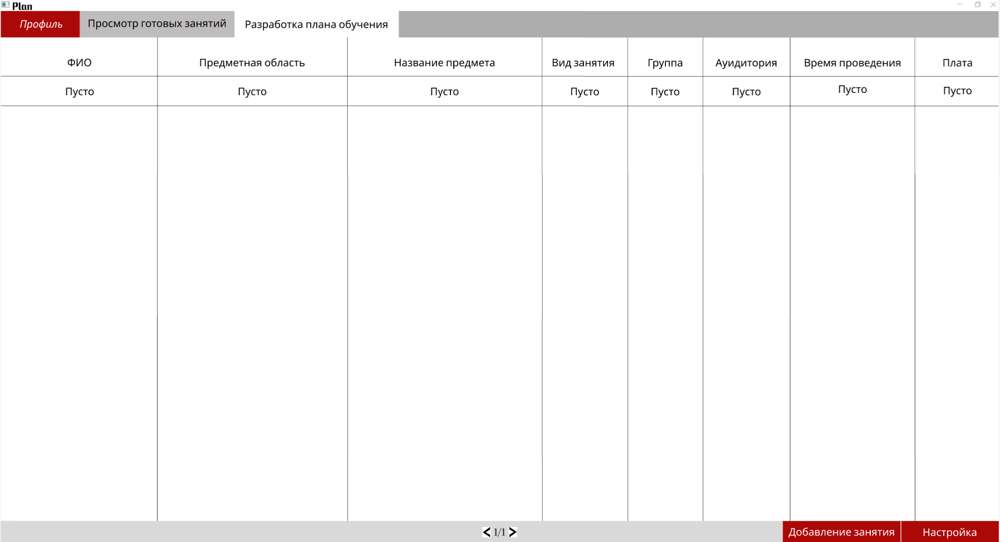 Plan
Профиль Просмотр готовых занятий Разработка плана обучения
ФИО Предметная область Название предмета Вид занятия Группа Ауидитория Время проведения Плата
Пусто Пусто Пусто Пусто Пусто Пусто Пусто Пусто
< 1/1 > Добавление занятия Настройка